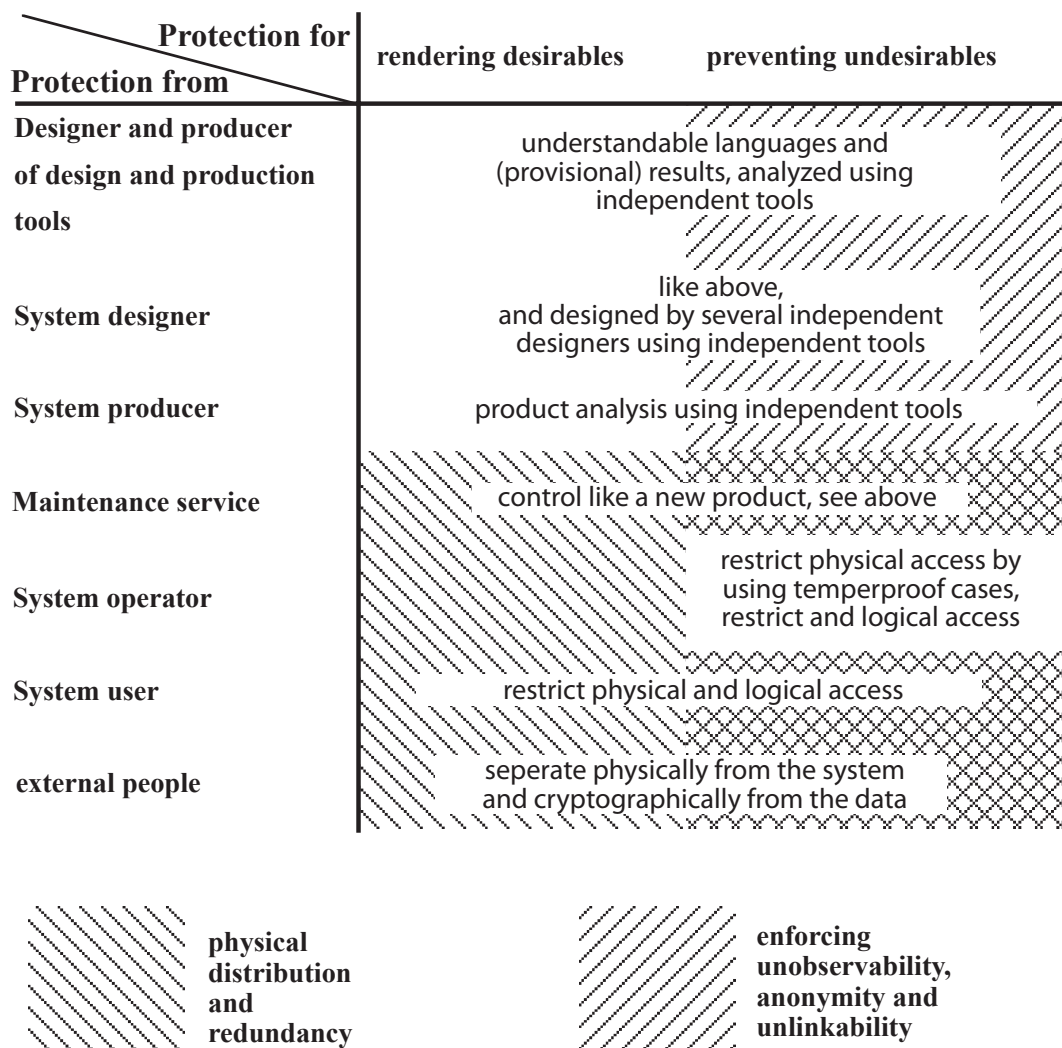 Protection for
Protection from
rendering desirables
preventing undesirables
Designer and producer
of design and production
tools
understandable languages and
(provisional) results, analyzed using
independent tools
System designer
like above,
and designed by several independent
designers using independent tools
System producer
product analysis using independent tools
Maintenance service
control like a new product, see above
System operator
restrict physical access by
using temperproof cases,
restrict and logical access
System user
restrict physical and logical access
external people
seperate physically from the system
and cryptographically from the data
physical
distribution
and
redundancy
enforcing
unobservability,
anonymity and
unlinkability